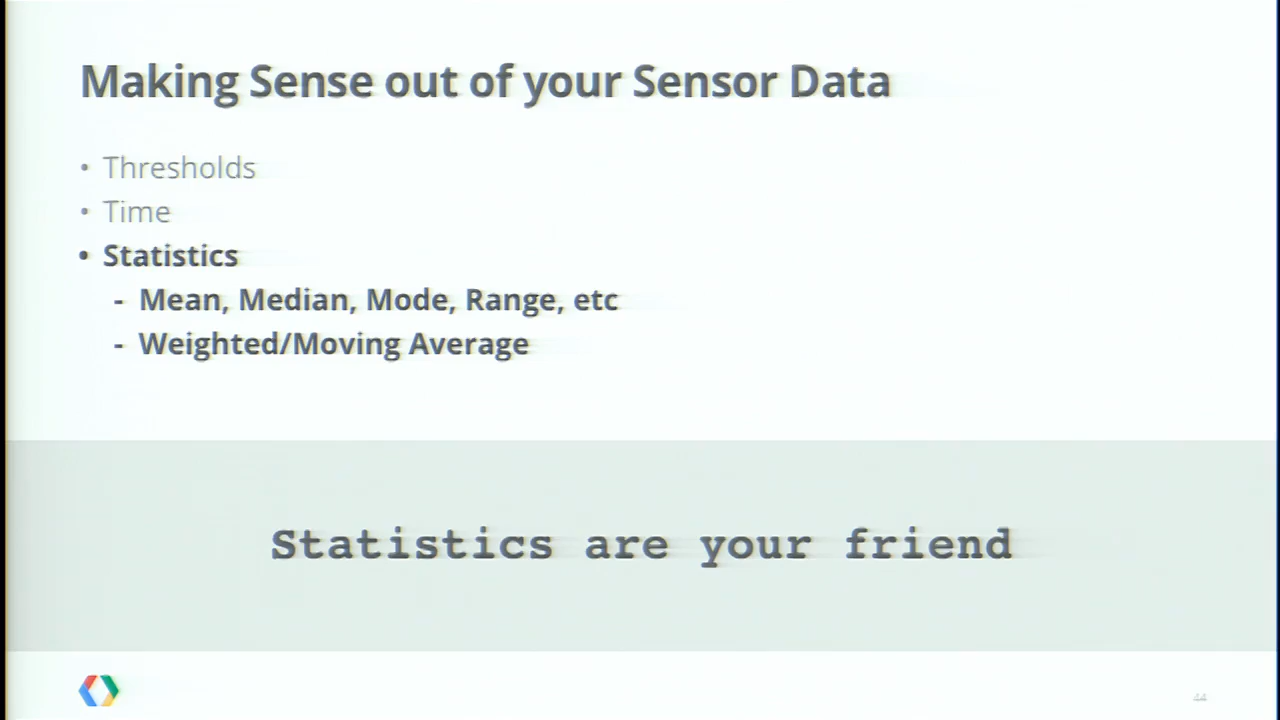 Making Sense out of your Sensor Data
• Thresholds
• Time
• Statistics
- Mean, Median, Mode, Range, etc
- Weighted/Moving Average
Statistics are your friend
44